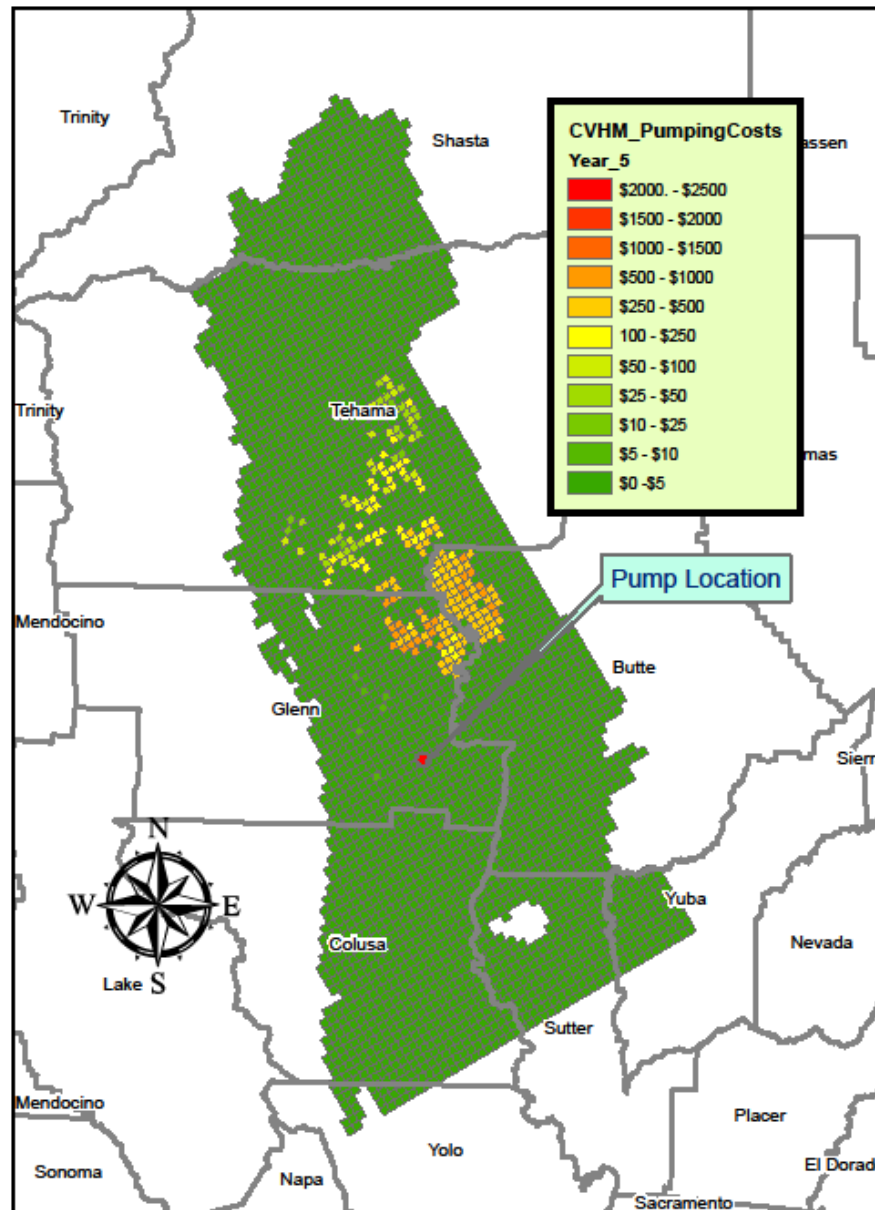 Trinity
Shasta
CVHM_PumpingCosts
Year_5
$2000. - $2500
$1500 - $2000
$1000 - $1500
$500 - $1000
$250 - $500
100 - $250
$50 - $100
$25 - $50
$10 - $25
$5 - $10
$0 -$5
assen
Trinity
Tehama
mas
Pump Location
Mendocino
Butte
Glenn
Sierr
N
W
E
S
Yuba
Colusa
Nevada
Lake
Sutter
Mendocino
Placer
Yolo
El Dorad
Sonoma
Napa
Sacramento